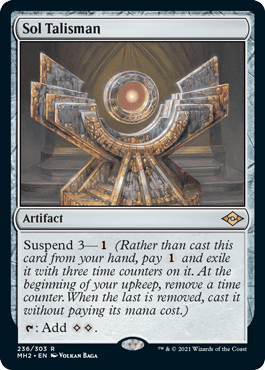 Sol Talisman
Artifact
Suspend 3—1 (Rather than cast this
card from your hand, pay 1 and exile
it with three time counters on it. At the
beginning of your upkeep, remove a time
counter. When the last is removed, cast it
without paying its mana cost.)
: Add .
236/303 R
MH2 • EN VOLKAN BAGA
™ & © 2021 Wizards of the Coast